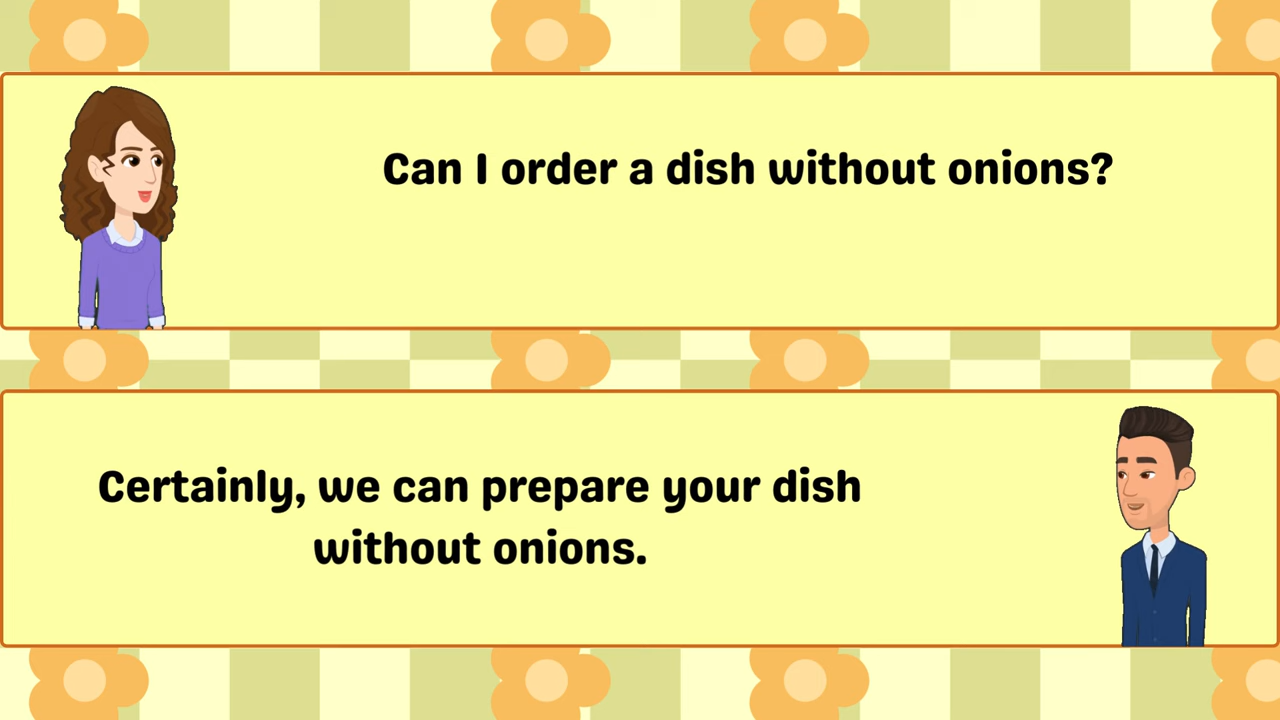 Can I order a dish without onions?
Certainly, we can prepare your dish
without onions.